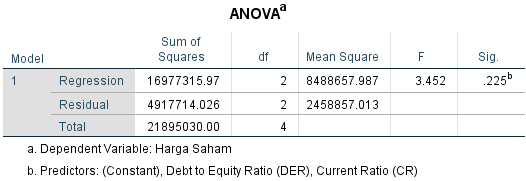 ANOVAa
Model Sum of Squares df Mean Square F Sig.
1 Regression 16977315.97 2 8488657.987 3.452 .225b
Residual 4917714.026 2 2458857.013
Total 21895030.00 4
a. Dependent Variable: Harga Saham
b. Predictors: (Constant), Debt to Equity Ratio (DER), Current Ratio (CR)